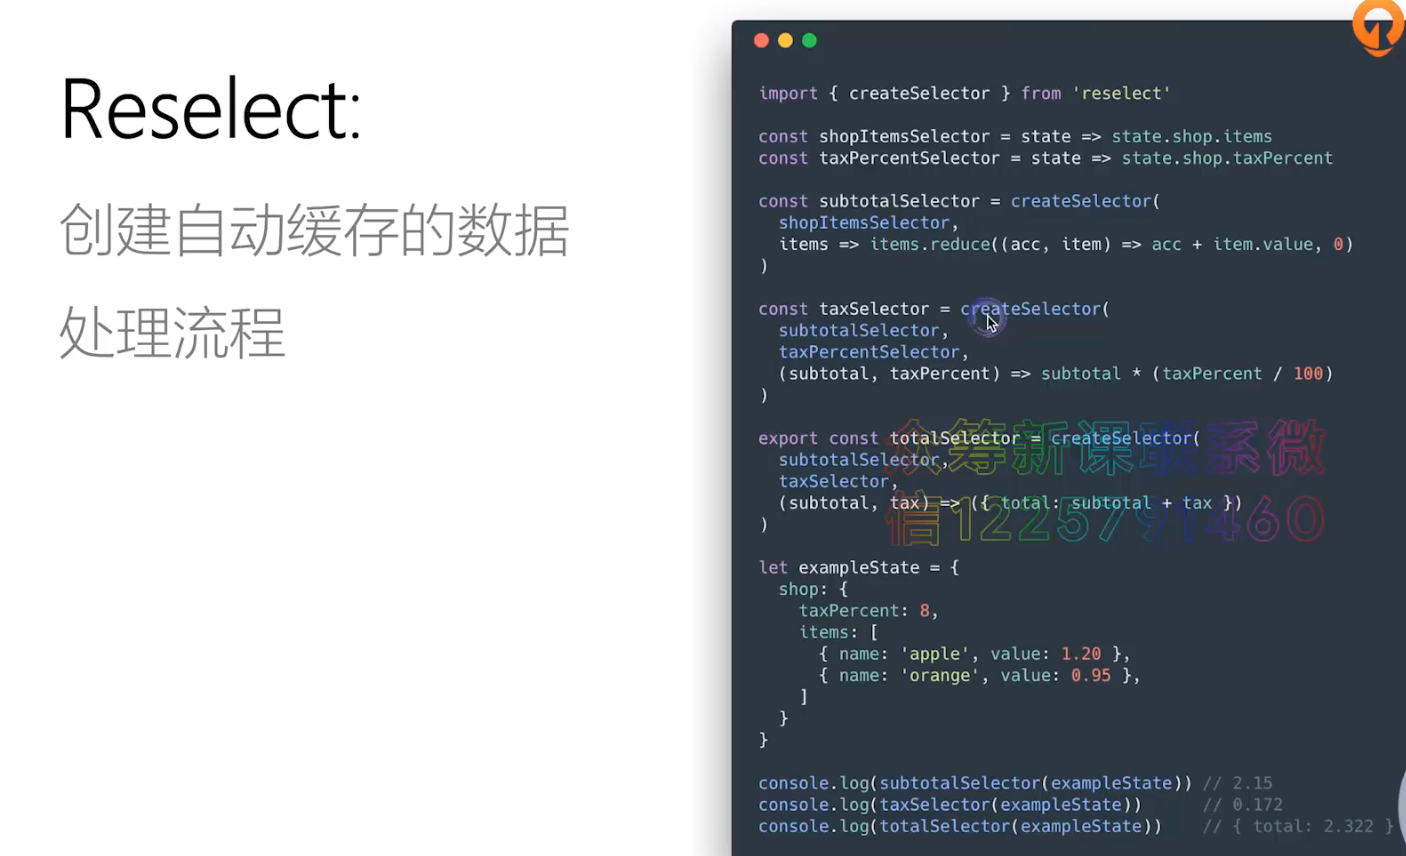 Reselect:
创建自动缓存的数据
处理流程
import { createSelector } from 'reselect'
const shopItemsSelector = state => state.shop.items
const taxPercentSelector = state => state.shop.taxPercent
const subtotalSelector = createSelector(
shopItemsSelector,
items => items.reduce((acc, item) => acc + item.value, 0)
)
const taxSelector = createSelector(
subtotalSelector,
taxPercentSelector,
(subtotal, taxPercent) => subtotal * (taxPercent / 100)
)
export const totalSelector = createSelector(
subtotalSelector,
taxSelector,
(subtotal, tax) => ({ total: subtotal + tax })
)
众筹新课联系微
信1225791460
let exampleState = {
shop: {
taxPercent: 8,
items: [
{ name: 'apple', value: 1.20 },
{ name: 'orange', value: 0.95 },
]
}
}
console.log(subtotalSelector(exampleState)) // 2.15
console.log(taxSelector(exampleState)) // 0.172
console.log(totalSelector(exampleState)) // { total: 2.322 }